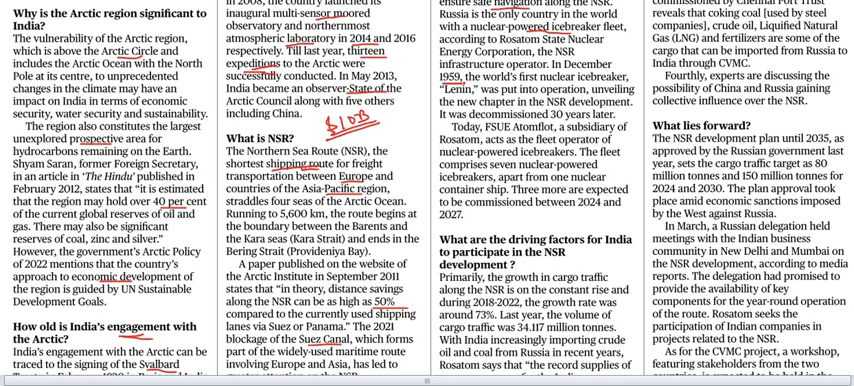 Why is the Arctic region significant to
India?
The vulnerability of the Arctic region,
which is above the Arctic Circle and
includes the Arctic Ocean with the North
Pole at its centre, to unprecedented
changes in the climate may have an
impact on India in terms of economic
security, water security and sustainability.
The region also constitutes the largest
unexplored prospective area for
hydrocarbons remaining on the Earth.
Shyam Saran, former Foreign Secretary,
in an article in ‘The Hindu’ published in
February 2012, states that “it is estimated
that the region may hold over 40 per cent
of the current global reserves of oil and
gas. There may also be significant
reserves of coal, zinc and silver.”
However, the government’s Arctic Policy
of 2022 mentions that the country’s
approach to economic development of
the region is guided by UN Sustainable
Development Goals.
How old is India’s engagement with
the Arctic?
India’s engagement with the Arctic can be
traced to the signing of the Svalbard
In 2008, the country launched its
inaugural multi-sensor moored
observatory and northernmost
atmospheric laboratory in 2014 and 2016
respectively. Till last year, thirteen
expeditions to the Arctic were
successfully conducted. In May 2013,
India became an observer-State of the
Arctic Council along with five others
including China.
What is NSR?
The Northern Sea Route (NSR), the
shortest shipping route for freight
transportation between Europe and
countries of the Asia-Pacific region,
straddles four seas of the Arctic Ocean.
Running to 5,600 km, the route begins at
the boundary between the Barents and
the Kara seas (Kara Strait) and ends in the
Bering Strait (Provideniya Bay).
A paper published on the website of
the Arctic Institute in September 2011
states that “in theory, distance savings
along the NSR can be as high as 50%
compared to the currently used shipping
lanes via Suez or Panama.” The 2021
blockage of the Suez Canal, which forms
part of the widely-used maritime route
involving Europe and Asia, has led to
ensure safe navigation along the NSR.
Russia is the only country in the world
with a nuclear-powered icebreaker fleet,
according to Rosatom State Nuclear
Energy Corporation, the NSR
infrastructure operator. In December
1959, the world’s first nuclear icebreaker,
“Lenin,” was put into operation, unveiling
the new chapter in the NSR development.
It was decommissioned 30 years later.
Today, FSUE Atomflot, a subsidiary of
Rosatom, acts as the fleet operator of
nuclear-powered icebreakers. The fleet
comprises seven nuclear-powered
icebreakers, apart from one nuclear
container ship. Three more are expected
to be commissioned between 2024 and
2027.
What are the driving factors for India
to participate in the NSR
development ?
Primarily, the growth in cargo traffic
along the NSR is on the constant rise and
during 2018-2022, the growth rate was
around 73%. Last year, the volume of
cargo traffic was 34.117 million tonnes.
With India increasingly importing crude
oil and coal from Russia in recent years,
Rosatom says that “the record supplies of
commissioned by Chennai Port Trust
reveals that coking coal [used by steel
companies], crude oil, Liquified Natural
Gas (LNG) and fertilizers are some of the
cargo that can be imported from Russia to
India through CVMC.
Fourthly, experts are discussing the
possibility of China and Russia gaining
collective influence over the NSR.
What lies forward?
The NSR development plan until 2035, as
approved by the Russian government last
year, sets the cargo traffic target as 80
million tonnes and 150 million tonnes for
2024 and 2030. The plan approval took
place amid economic sanctions imposed
by the West against Russia.
In March, a Russian delegation held
meetings with the Indian business
community in New Delhi and Mumbai on
the NSR development, according to media
reports. The delegation had promised to
provide the availability of key
components for the year-round operation
of the route. Rosatom seeks the
participation of Indian companies in
projects related to the NSR.
As for the CVMC project, a workshop,
featuring stakeholders from the two